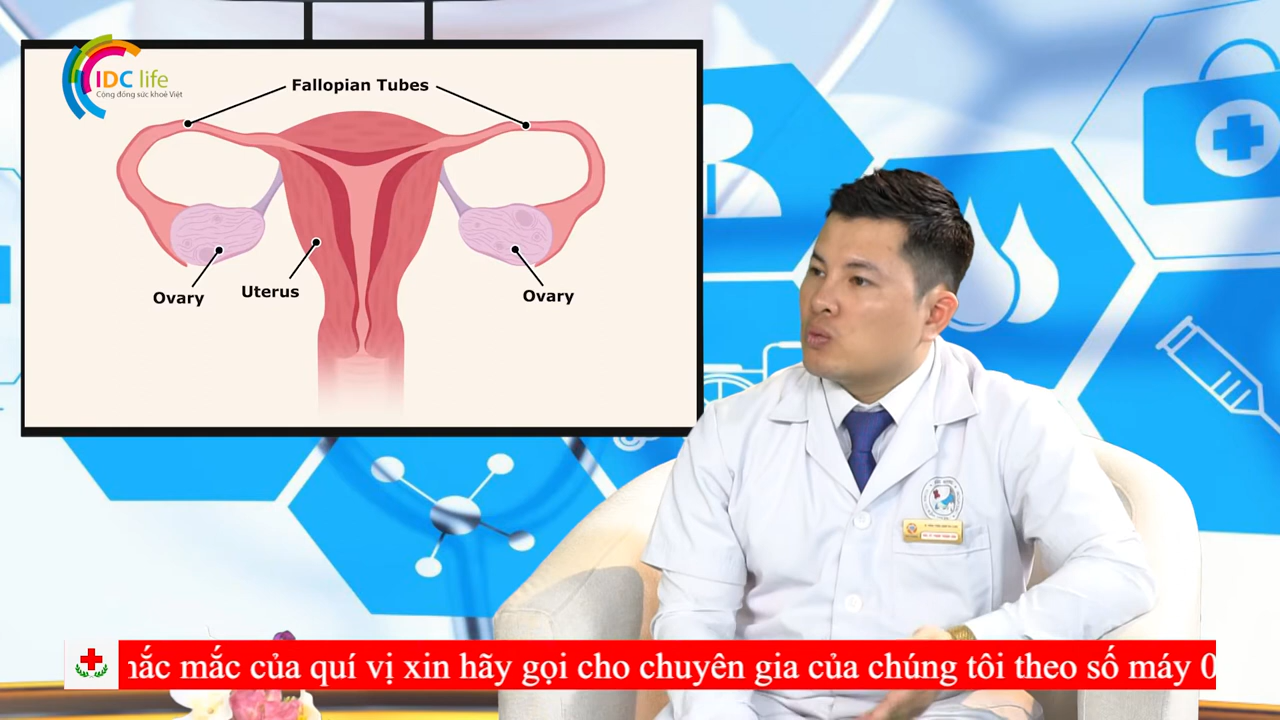 IDC life
Cộng đồng sức khoẻ Việt
Fallopian Tubes
Ovary
Uterus
Ovary
hắc mắc của quí vị xin hãy gọi cho chuyên gia của chúng tôi theo số máy 0